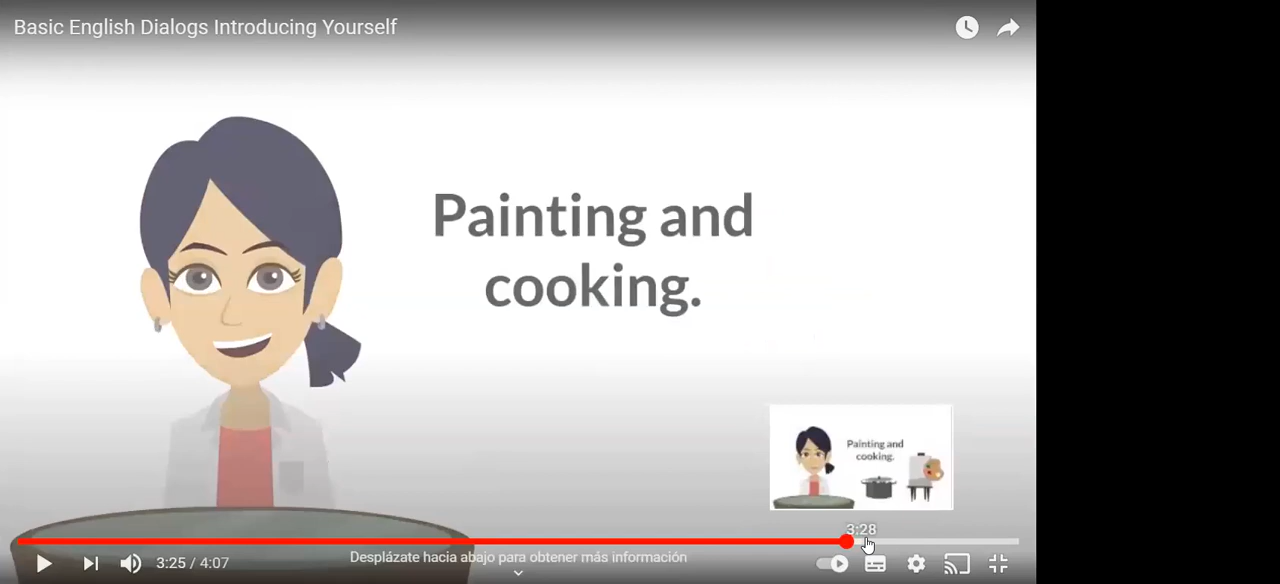 Basic English Dialogs Introducing Yourself
Painting and
cooking.
Painting and
cooking.
3:28
3:25 / 4:07
Desplázate hacia abajo para obtener más información